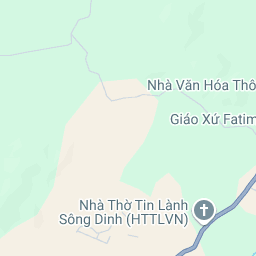 Nhà Văn Hóa Thô
Giáo Xứ Fatim
Nhà Thờ Tin Lành
Sông Dinh (HTTLVN)